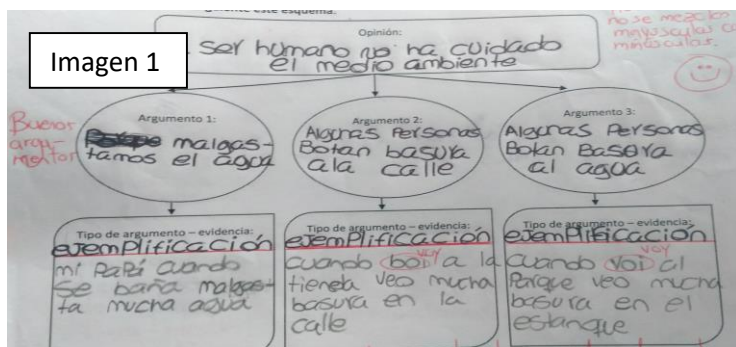 Imagen 1
no se mezclan
minúsculas
Opinión:
ser humano no ha cuidado
el medio ambiente
Buenos
argu-
mentos
Argumento 1:
malgas-
tamos el agua
Argumento 2:
Algunas Personas
Botan basura
ala calle
Argumento 3:
Algunas Personas
Botan Basura
al agua
Tipo de argumento – evidencia:
ejemplificación
mi Papi cuando
se baña malgas-
ta mucha agua
Tipo de argumento – evidencia:
ejemplificación
voy
cuando boi a la
tienda veo mucha
basura en la
calle
Tipo de argumento – evidencia:
ejemplificación
voy
cuando voi al
Parque veo mucha
basura en el
estanque